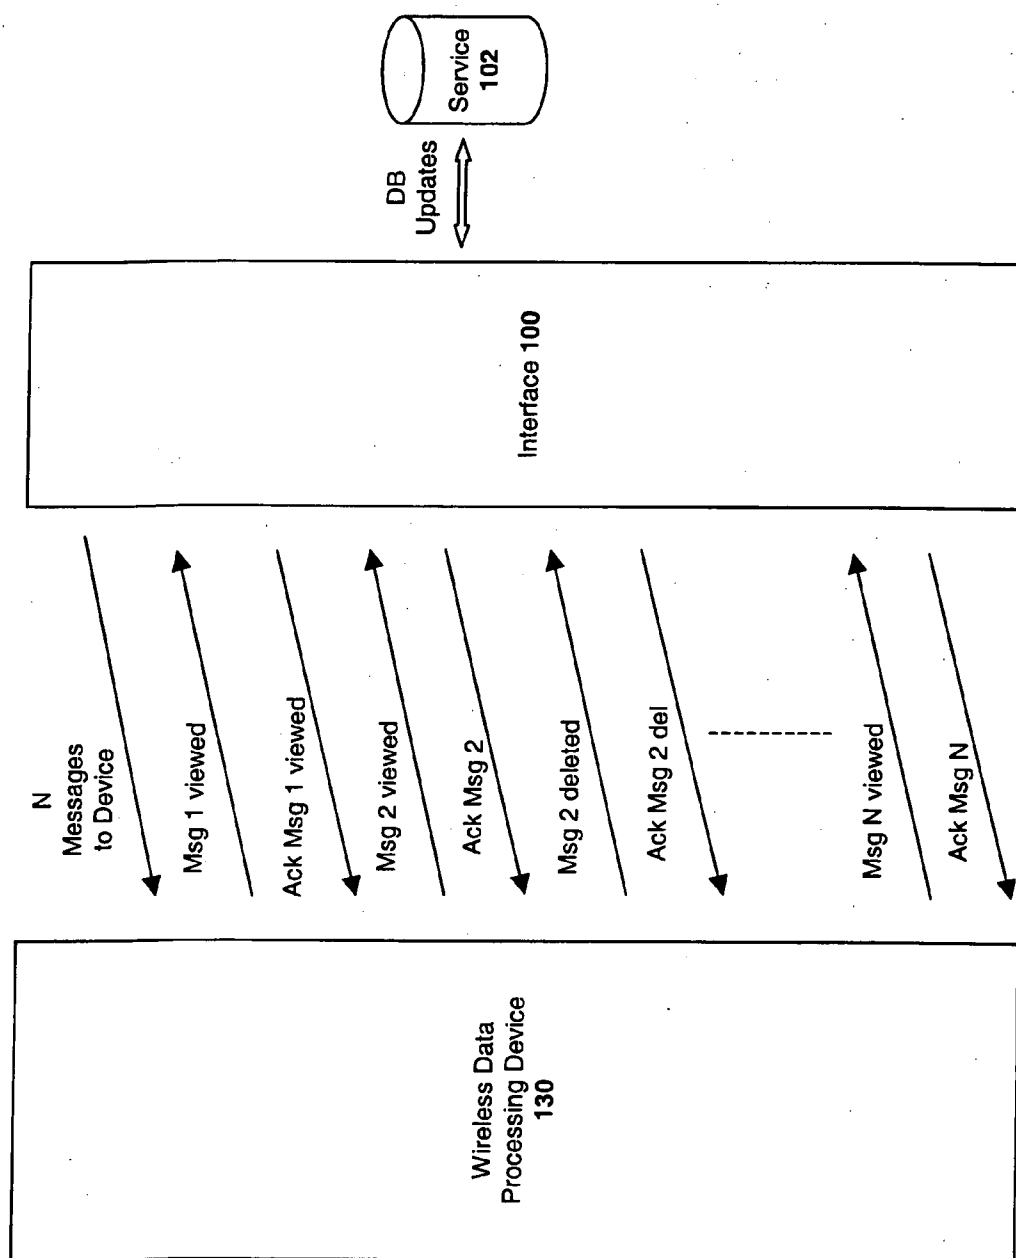 Wireless Data
Processing Device
130
N
Messages
to Device
Msg 1 viewed
Ack Msg 1 viewed
Msg 2 viewed
Ack Msg 2
Msg 2 deleted
Ack Msg 2 del
Msg N viewed
Ack Msg N
Interface 100
DB
Updates
Service
102